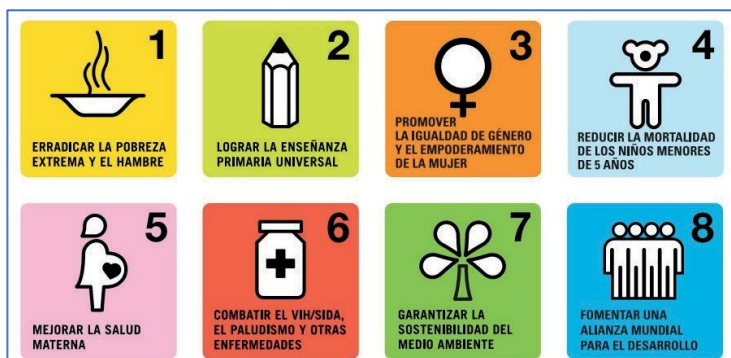 1
ERRADICAR LA POBREZA
EXTREMA Y EL HAMBRE
2
LOGRAR LA ENSEÑANZA
PRIMARIA UNIVERSAL
3
PROMOVER
LA IGUALDAD DE GÉNERO
Y EL EMPODERAMIENTO
DE LA MUJER
4
REDUCIR LA MORTALIDAD
DE LOS NIÑOS MENORES
DE 5 AÑOS
5
MEJORAR LA SALUD
MATERNA
6
COMBATIR EL VIH/SIDA,
EL PALUDISMO Y OTRAS
ENFERMEDADES
7
GARANTIZAR LA
SOSTENIBILIDAD DEL
MEDIO AMBIENTE
8
FOMENTAR UNA
ALIANZA MUNDIAL
PARA EL DESARROLLO